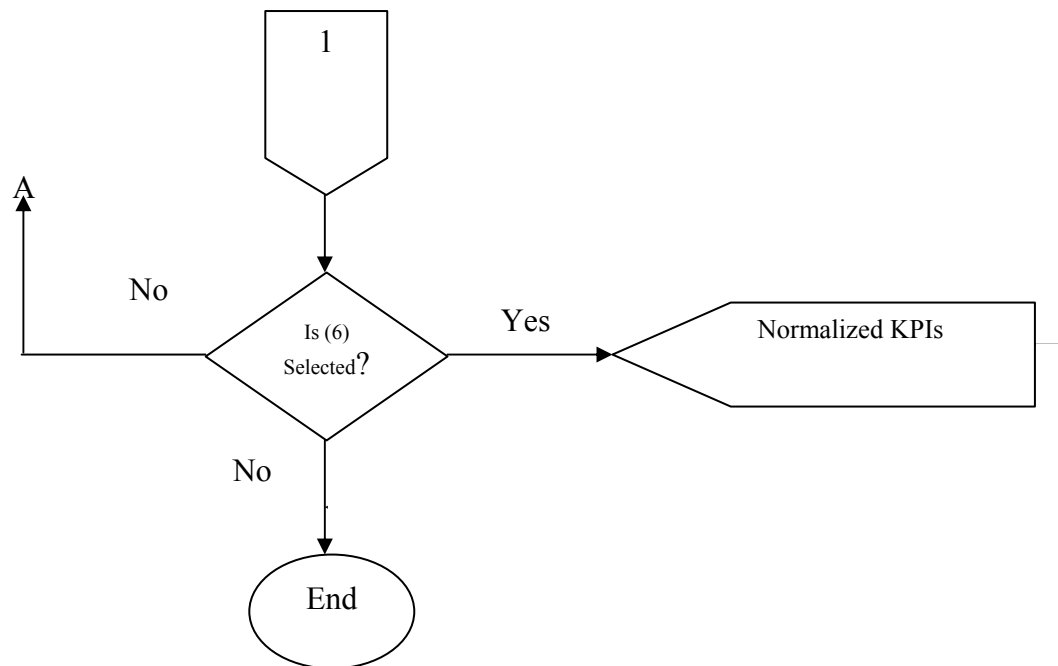 1
A
No
Is (6)
Selected?
Yes
Normalized KPIs
No
End